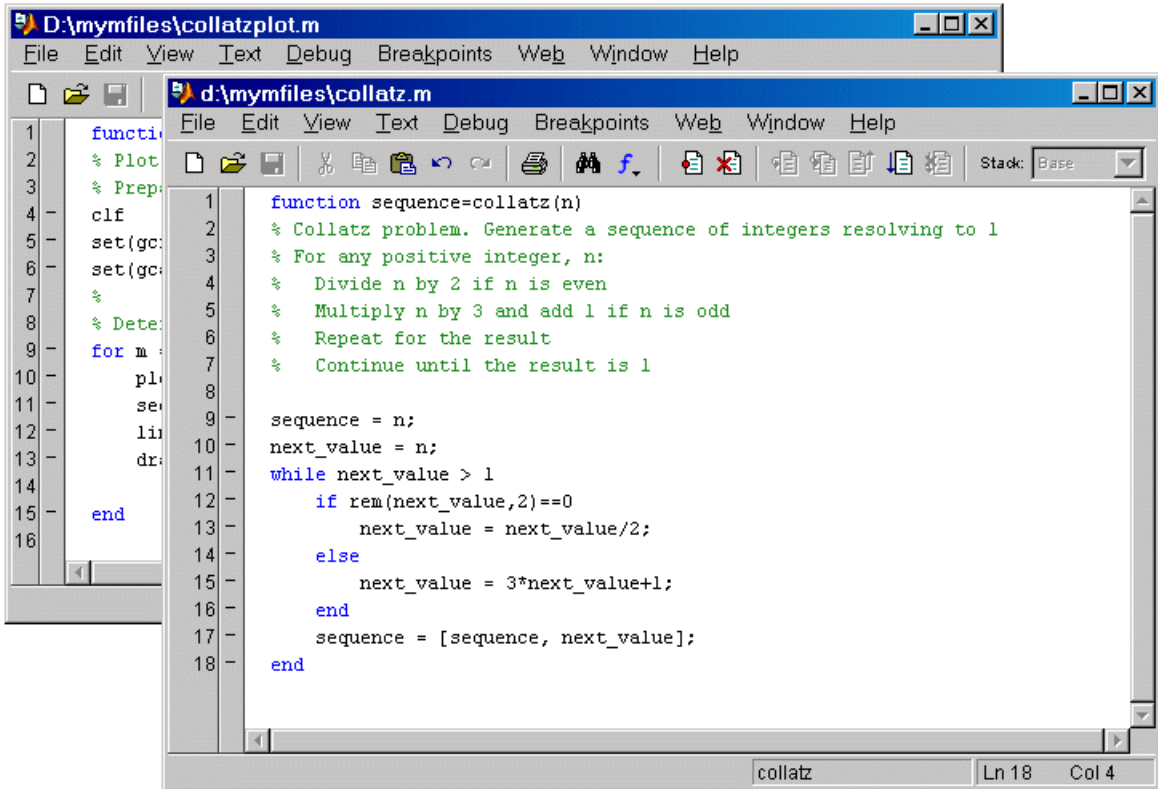 D:\mymfiles\collatzplot.m
File Edit View Text Debug Breakpoints Web Window Help
1 functi
2 % Plot
3 % Prep
4 – clf
5 – set(gc
6 – set(gc
7 %
8 % Dete
9 – for m
10 – pl
11 – se
12 – li
13 – dr
14
15 – end
16
d:\mymfiles\collatz.m
File Edit View Text Debug Breakpoints Web Window Help
Stack: Base
1 function sequence=collatz(n)
2 % Collatz problem. Generate a sequence of integers resolving to 1
3 % For any positive integer, n:
4 %   Divide n by 2 if n is even
5 %   Multiply n by 3 and add 1 if n is odd
6 %   Repeat for the result
7 %   Continue until the result is 1
8
9 – sequence = n;
10 – next_value = n;
11 – while next_value > 1
12 –     if rem(next_value,2)==0
13 –         next_value = next_value/2;
14 –     else
15 –         next_value = 3*next_value+1;
16 –     end
17 –     sequence = [sequence, next_value];
18 – end
collatz Ln 18 Col 4